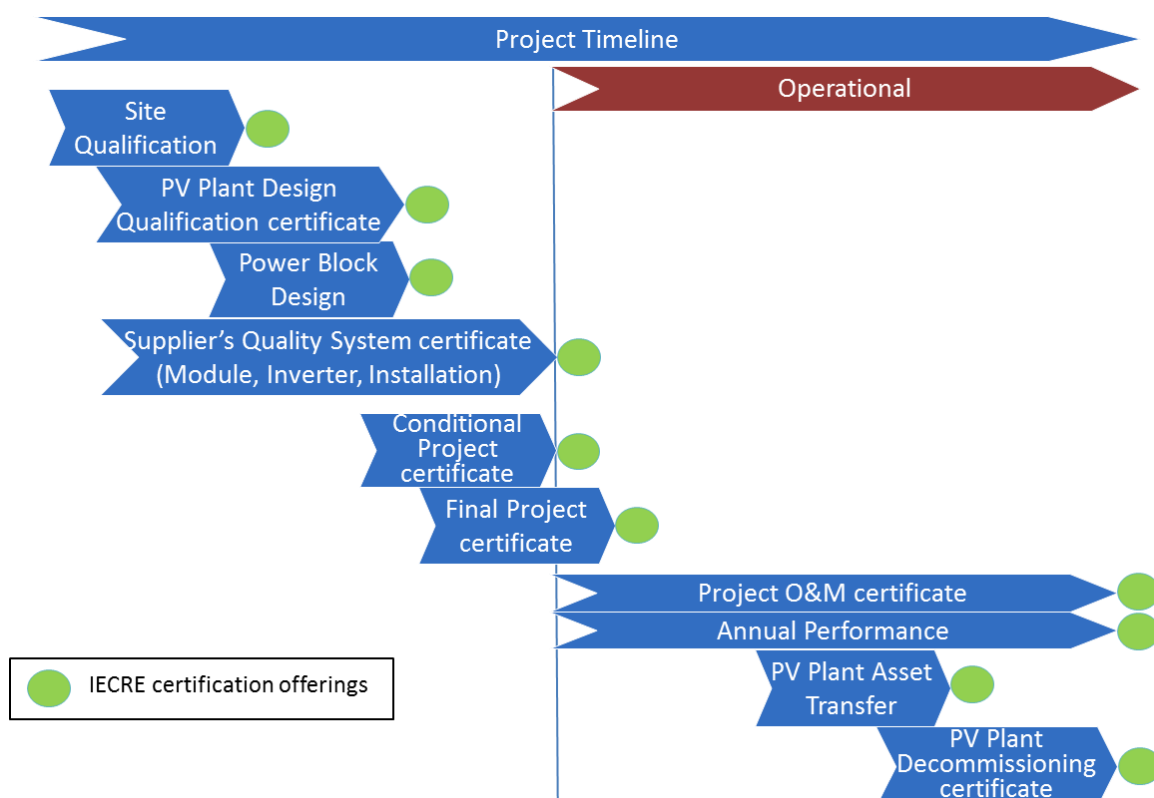 Project Timeline
Operational
Site
Qualification
PV Plant Design
Qualification certificate
Power Block
Design
Supplier’s Quality System certificate
(Module, Inverter, Installation)
Conditional
Project
certificate
Final Project
certificate
Project O&M certificate
Annual Performance
PV Plant Asset
Transfer
PV Plant
Decommissioning
certificate
IECRE certification offerings